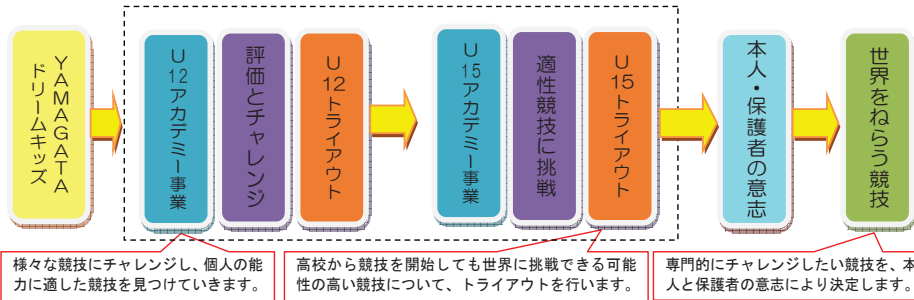 YAMAGATA
ドリームキッズ
U12アカデミー事業
評価とチャレンジ
U12トライアウト
U15アカデミー事業
適性競技に挑戦
U15トライアウト
本人・保護者の意志
世界をねらう競技
様々な競技にチャレンジし、個人の能
力に適した競技を見つけていきます。
高校から競技を開始しても世界に挑戦できる可能
性の高い競技について、トライアウトを行います。
専門的にチャレンジしたい競技を、本
人と保護者の意志により決定します。